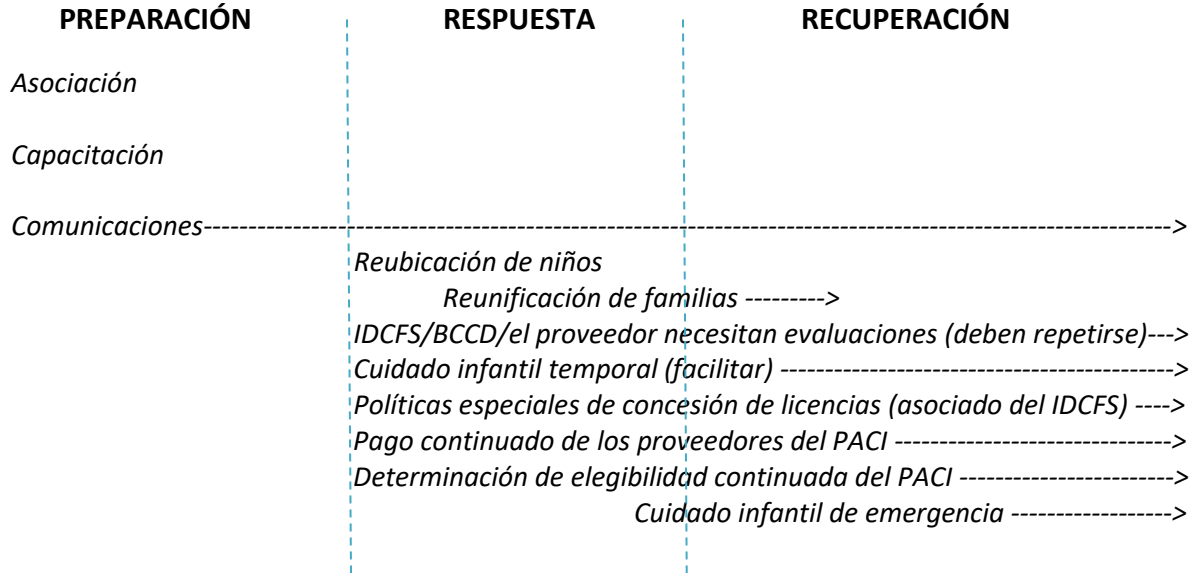 PREPARACIÓN RESPUESTA RECUPERACIÓN
Asociación
Capacitación
Comunicaciones------------------------------------------------------------------------------------------------------------>
Reubicación de niños
Reunificación de familias --------->
IDCFS/BCCD/el proveedor necesitan evaluaciones (deben repetirse)--->
Cuidado infantil temporal (facilitar) -------------------------------------------->
Políticas especiales de concesión de licencias (asociado del IDCFS) ---->
Pago continuado de los proveedores del PACI ------------------------------->
Determinación de elegibilidad continuada del PACI ------------------------>
Cuidado infantil de emergencia ------------------>